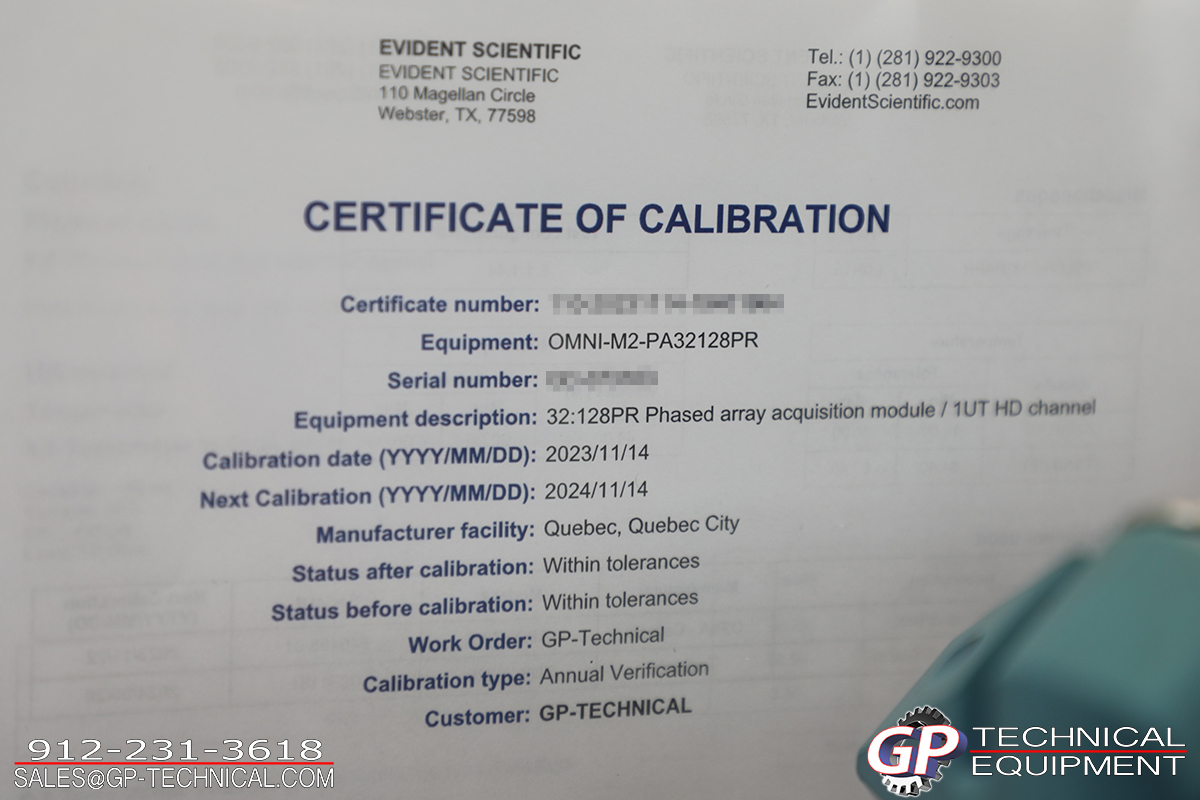 EVIDENT SCIENTIFIC
EVIDENT SCIENTIFIC
110 Magellan Circle
Webster, TX, 77598
Tel.: (1) (281) 922-9300
Fax: (1) (281) 922-9303
EvidentScientific.com
CERTIFICATE OF CALIBRATION
Certificate number:
Equipment: OMNI-M2-PA32128PR
Serial number:
Equipment description: 32:128PR Phased array acquisition module / 1UT HD channel
Calibration date (YYYY/MM/DD): 2023/11/14
Next Calibration (YYYY/MM/DD): 2024/11/14
Manufacturer facility: Quebec, Quebec City
Status after calibration: Within tolerances
Status before calibration: Within tolerances
Work Order: GP-Technical
Calibration type: Annual Verification
Customer: GP-TECHNICAL
912-231-3618
SALES@GP-TECHNICAL.COM
GP TECHNICAL
EQUIPMENT